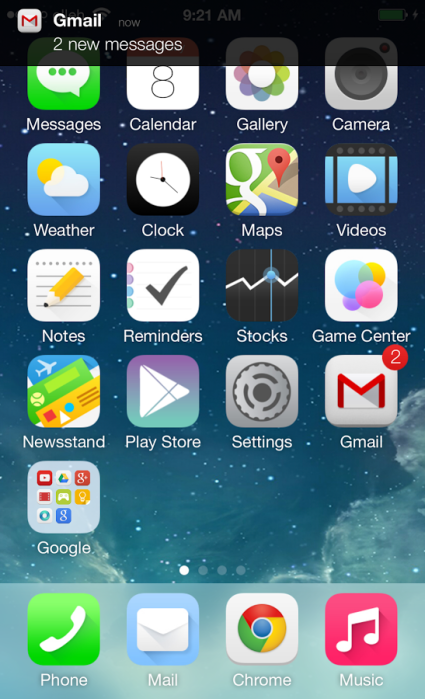 Gmail now
9:21 AM
2 new messages
8
Messages Calendar Gallery Camera
Weather Clock Maps Videos
Notes Reminders Stocks Game Center
2
Newsstand Play Store Settings Gmail
Google
Phone Mail Chrome Music